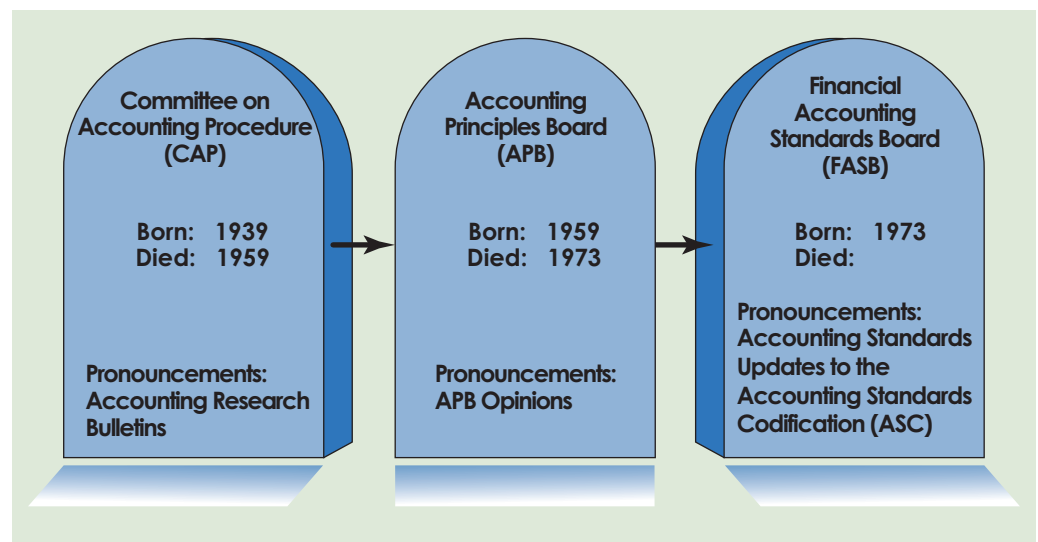 Committee on
Accounting Procedure
(CAP)
Born: 1939
Died: 1959
Pronouncements:
Accounting Research
Bulletins
Accounting
Principles Board
(APB)
Born: 1959
Died: 1973
Pronouncements:
APB Opinions
Financial
Accounting
Standards Board
(FASB)
Born: 1973
Died:
Pronouncements:
Accounting Standards
Updates to the
Accounting Standards
Codification (ASC)